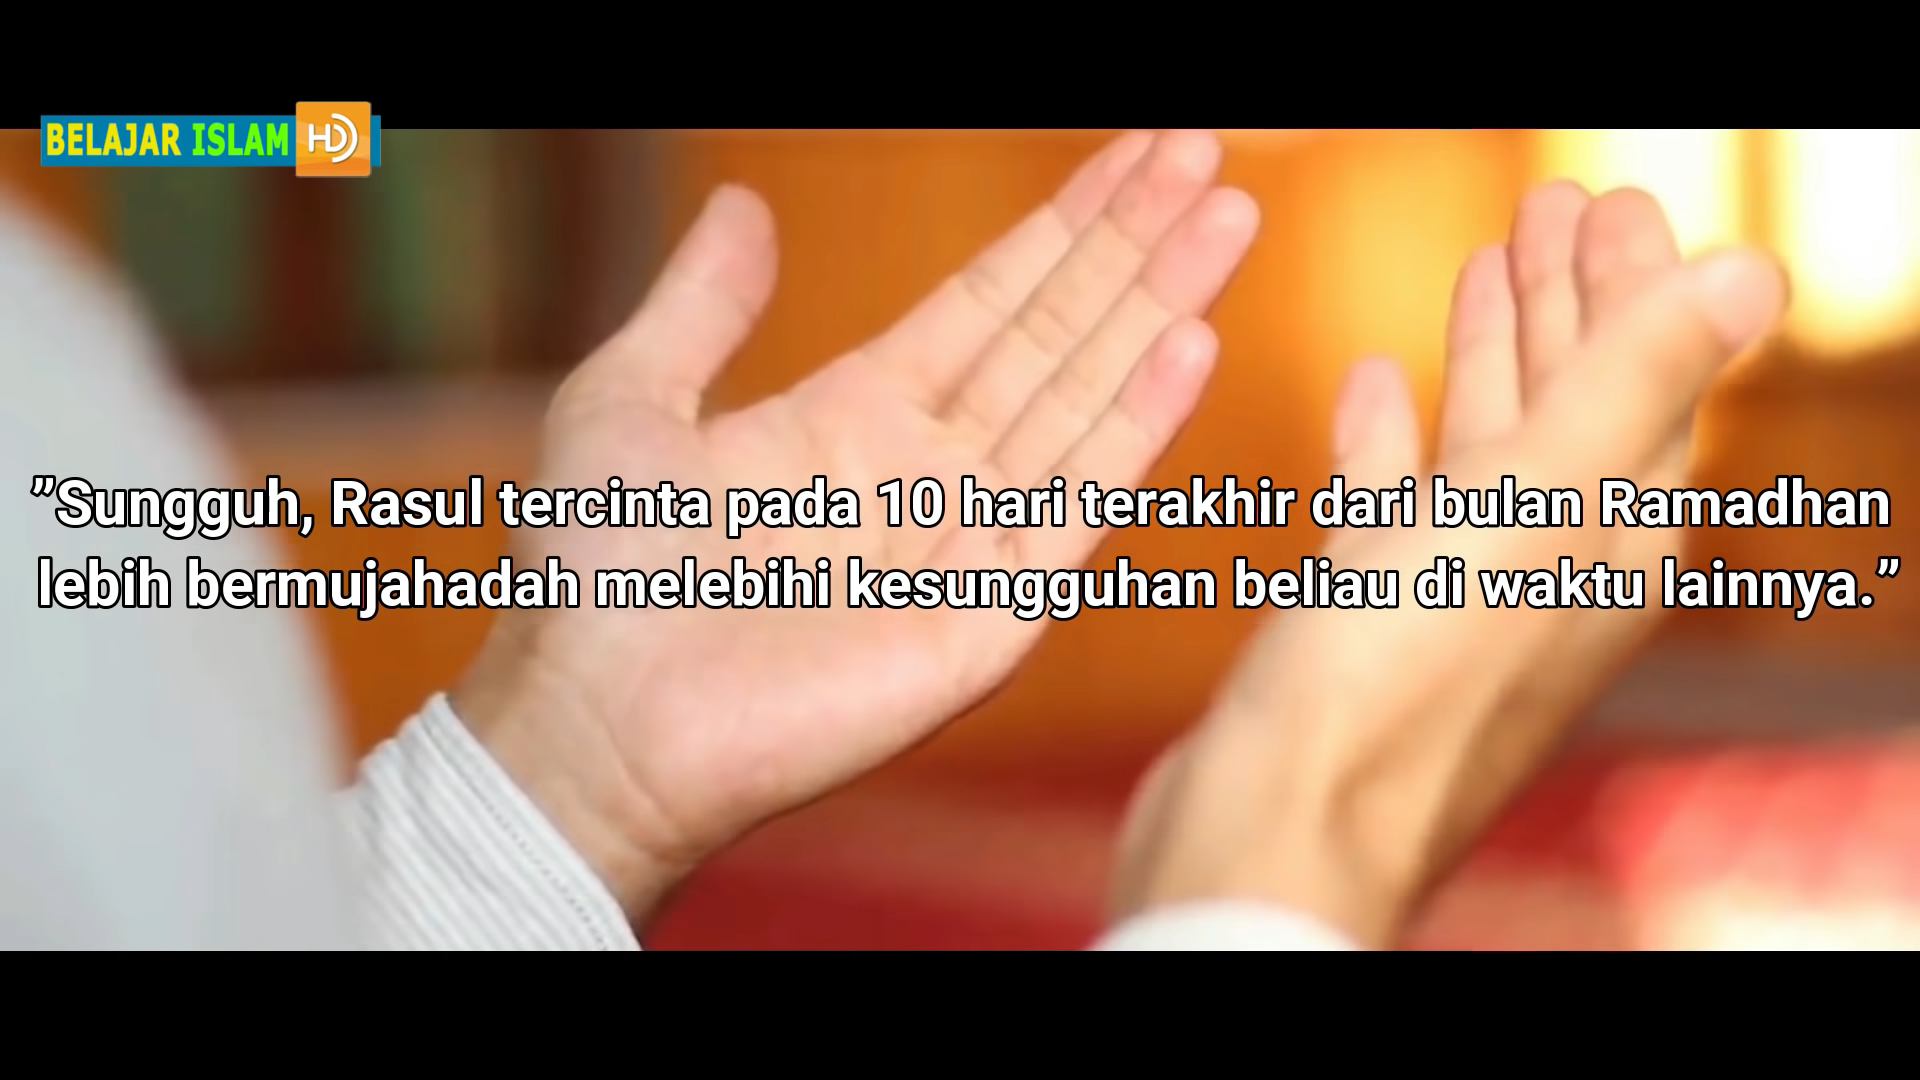 BELAJAR ISLAM HD
”Sungguh, Rasul tercinta pada 10 hari terakhir dari bulan Ramadhan
lebih bermujahadah melebihi kesungguhan beliau di waktu lainnya.”